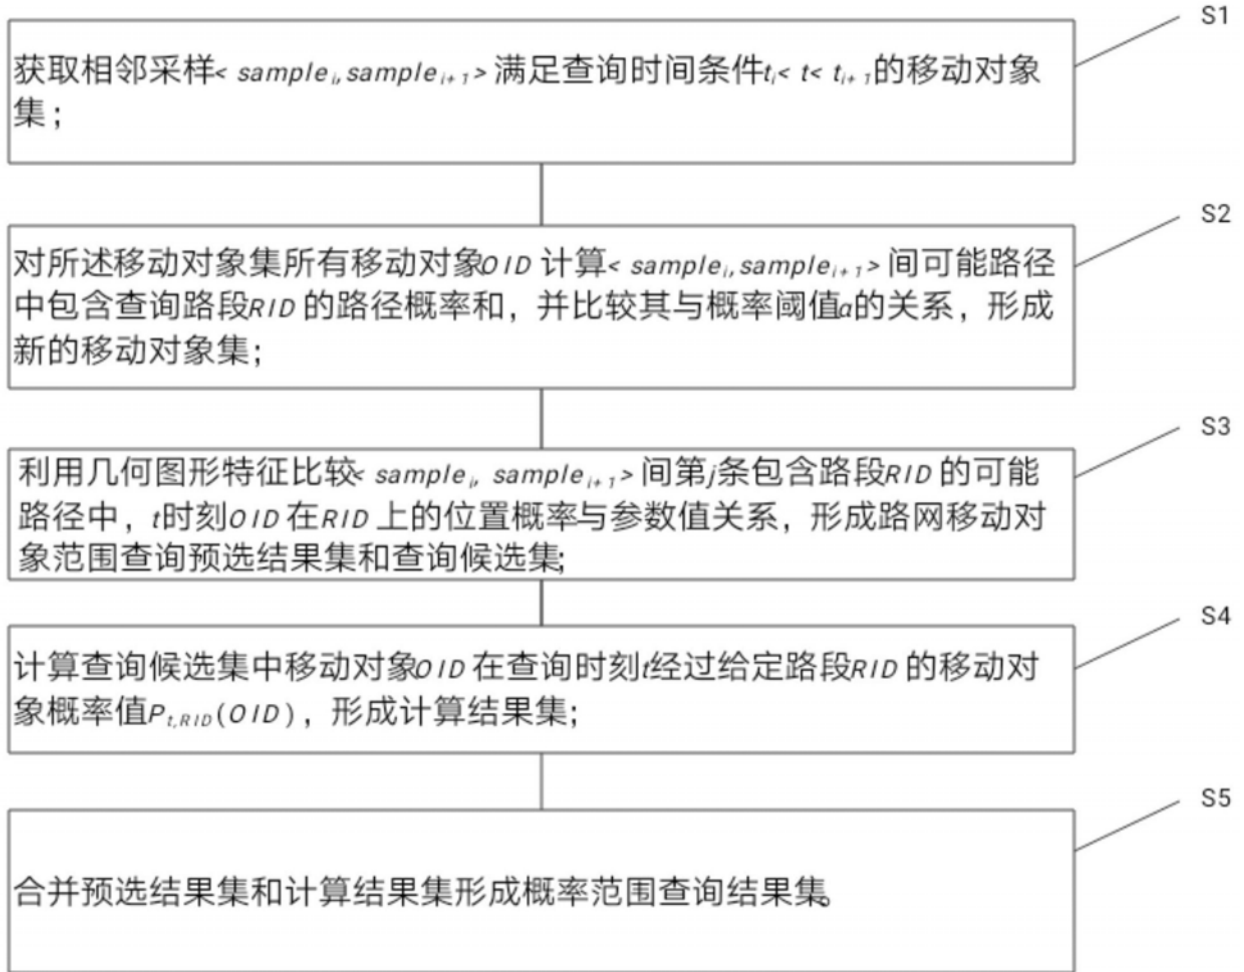 S1
获取相邻采样< sampleᵢ, sampleᵢ₊₁> 满足查询时间条件tᵢ< t< tᵢ₊₁的移动对象
集；
S2
对所述移动对象集所有移动对象OID 计算< sampleᵢ, sampleᵢ₊₁> 间可能路径
中包含查询路段RID 的路径概率和，并比较其与概率阈值α的关系，形成
新的移动对象集；
S3
利用几何图形特征比较< sampleᵢ, sampleᵢ₊₁> 间第j条包含路段RID 的可能
路径中，t时刻OID 在RID 上的位置概率与参数值关系，形成路网移动对
象范围查询预选结果集和查询候选集;
S4
计算查询候选集中移动对象OID 在查询时刻t经过给定路段RID 的移动对
象概率值P_{t,RID}(OID)，形成计算结果集；
S5
合并预选结果集和计算结果集形成概率范围查询结果集。